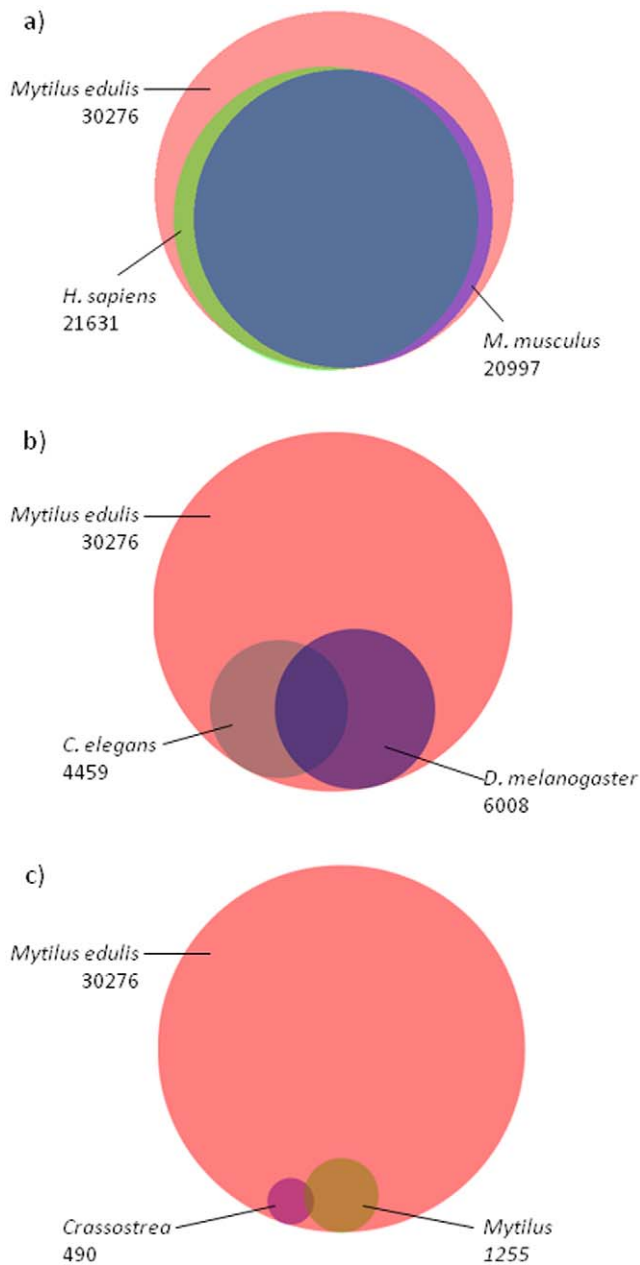 a)
Mytilus edulis
30276
H. sapiens
21631
M. musculus
20997
b)
Mytilus edulis
30276
C. elegans
4459
D. melanogaster
6008
c)
Mytilus edulis
30276
Crassostrea
490
Mytilus
1255